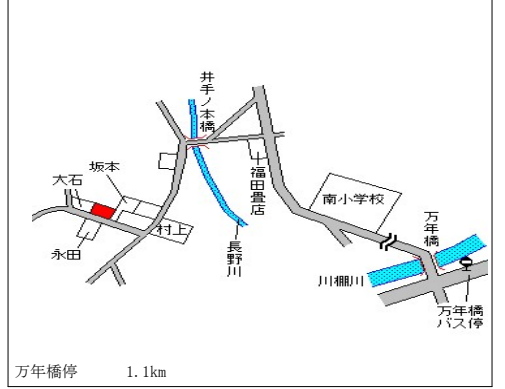 井手ノ本橋
坂本
大石
福田畳店
南小学校
村上
万年橋
永田
長野川
川棚川
万年橋
バス停
万年橋停 1.1km